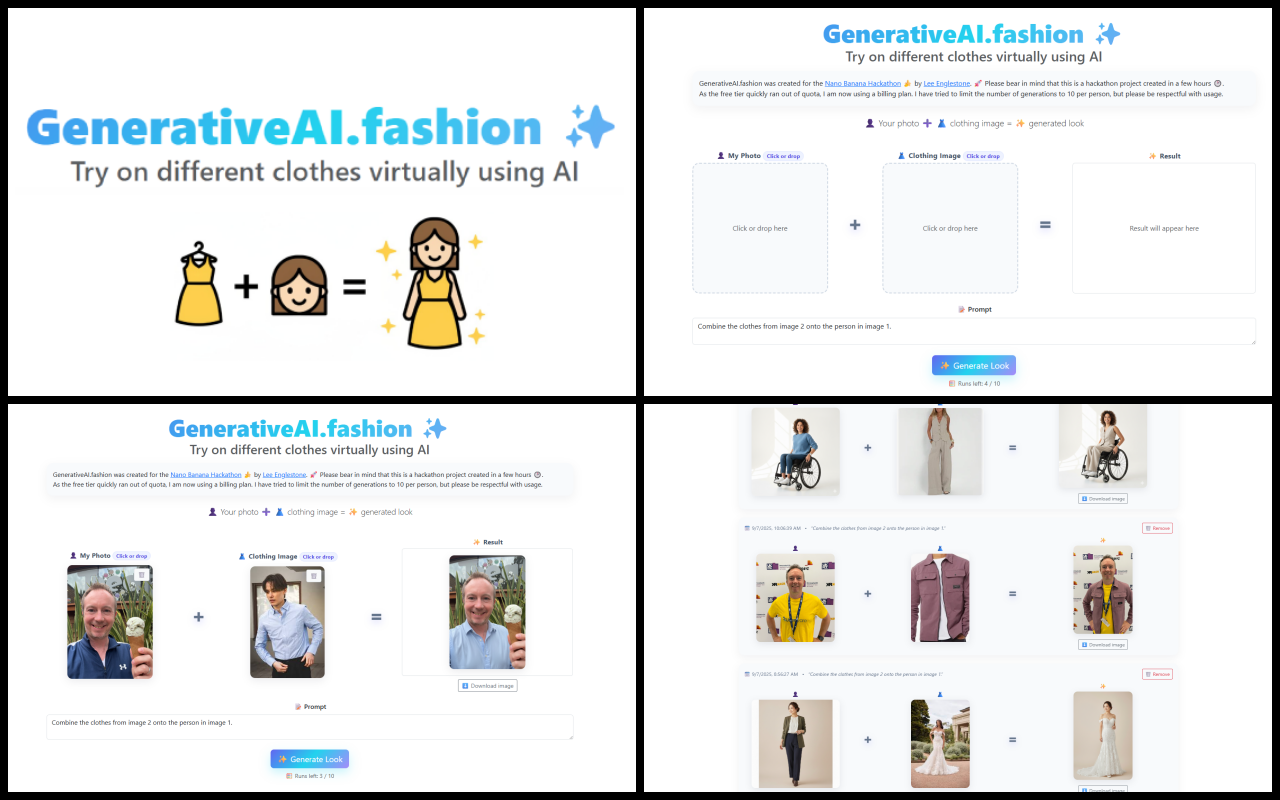 GenerativeAI.fashion
Try on different clothes virtually using AI
+ =
GenerativeAI.fashion
Try on different clothes virtually using AI
GenerativeAI.fashion was created for the Nano Banana Hackathon by Lee Englestone. Please bear in mind that this is a hackathon project created in a few hours.
As the free tier quickly ran out of quota, I am now using a billing plan. I have tried to limit the number of generations to 10 per person, but please be respectful with usage.
Your photo + clothing image = generated look
My Photo Click or drop
Clothing Image Click or drop
Result
Click or drop here
+
Click or drop here
=
Result will appear here
Prompt
Combine the clothes from image 2 onto the person in image 1.
Generate Look
Runs left: 4 / 10
GenerativeAI.fashion
Try on different clothes virtually using AI
GenerativeAI.fashion was created for the Nano Banana Hackathon by Lee Englestone. Please bear in mind that this is a hackathon project created in a few hours.
As the free tier quickly ran out of quota, I am now using a billing plan. I have tried to limit the number of generations to 10 per person, but please be respectful with usage.
Your photo + clothing image = generated look
My Photo Click or drop
Clothing Image Click or drop
Result
+
=
Download image
Prompt
Combine the clothes from image 2 onto the person in image 1.
Generate Look
Runs left: 3 / 10
+ =
Download image
9/7/2025, 10:06:09 AM • "Combine the clothes from image 2 onto the person in image 1."
Remove
+ =
Download image
9/7/2025, 9:06:27 AM • "Combine the clothes from image 2 onto the person in image 1."
Remove
+ =
Download image